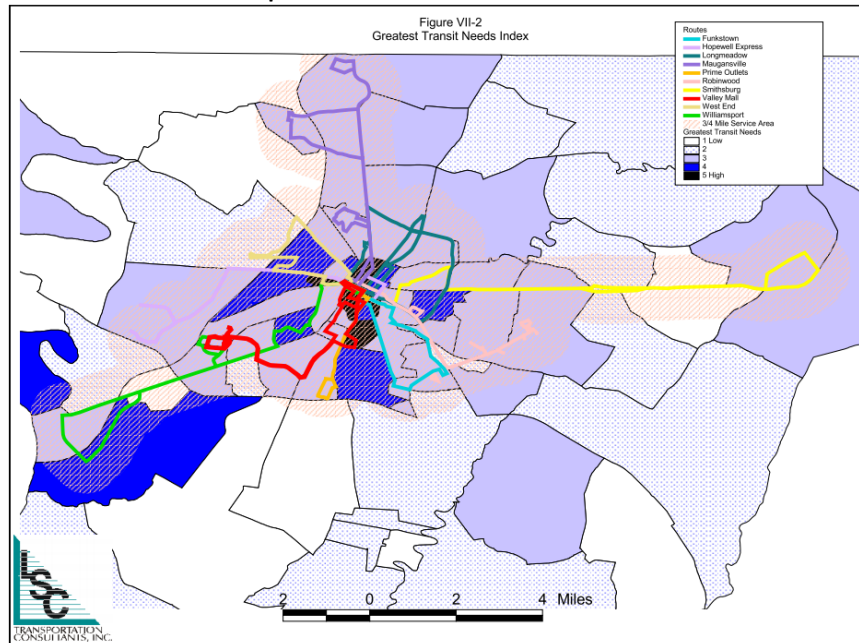 Figure VII-2
Greatest Transit Needs Index
Routes
Funkstown
Hopewell Express
Longmeadow
Maugansville
Prime Outlets
Robinwood
Smithsburg
Valley Mall
West End
Williamsport
3/4 Mile Service Area
Greatest Transit Needs
1 Low
2
3
4
5 High
2 0 2 4 Miles
LSC
TRANSPORTATION
CONSULTANTS, INC.